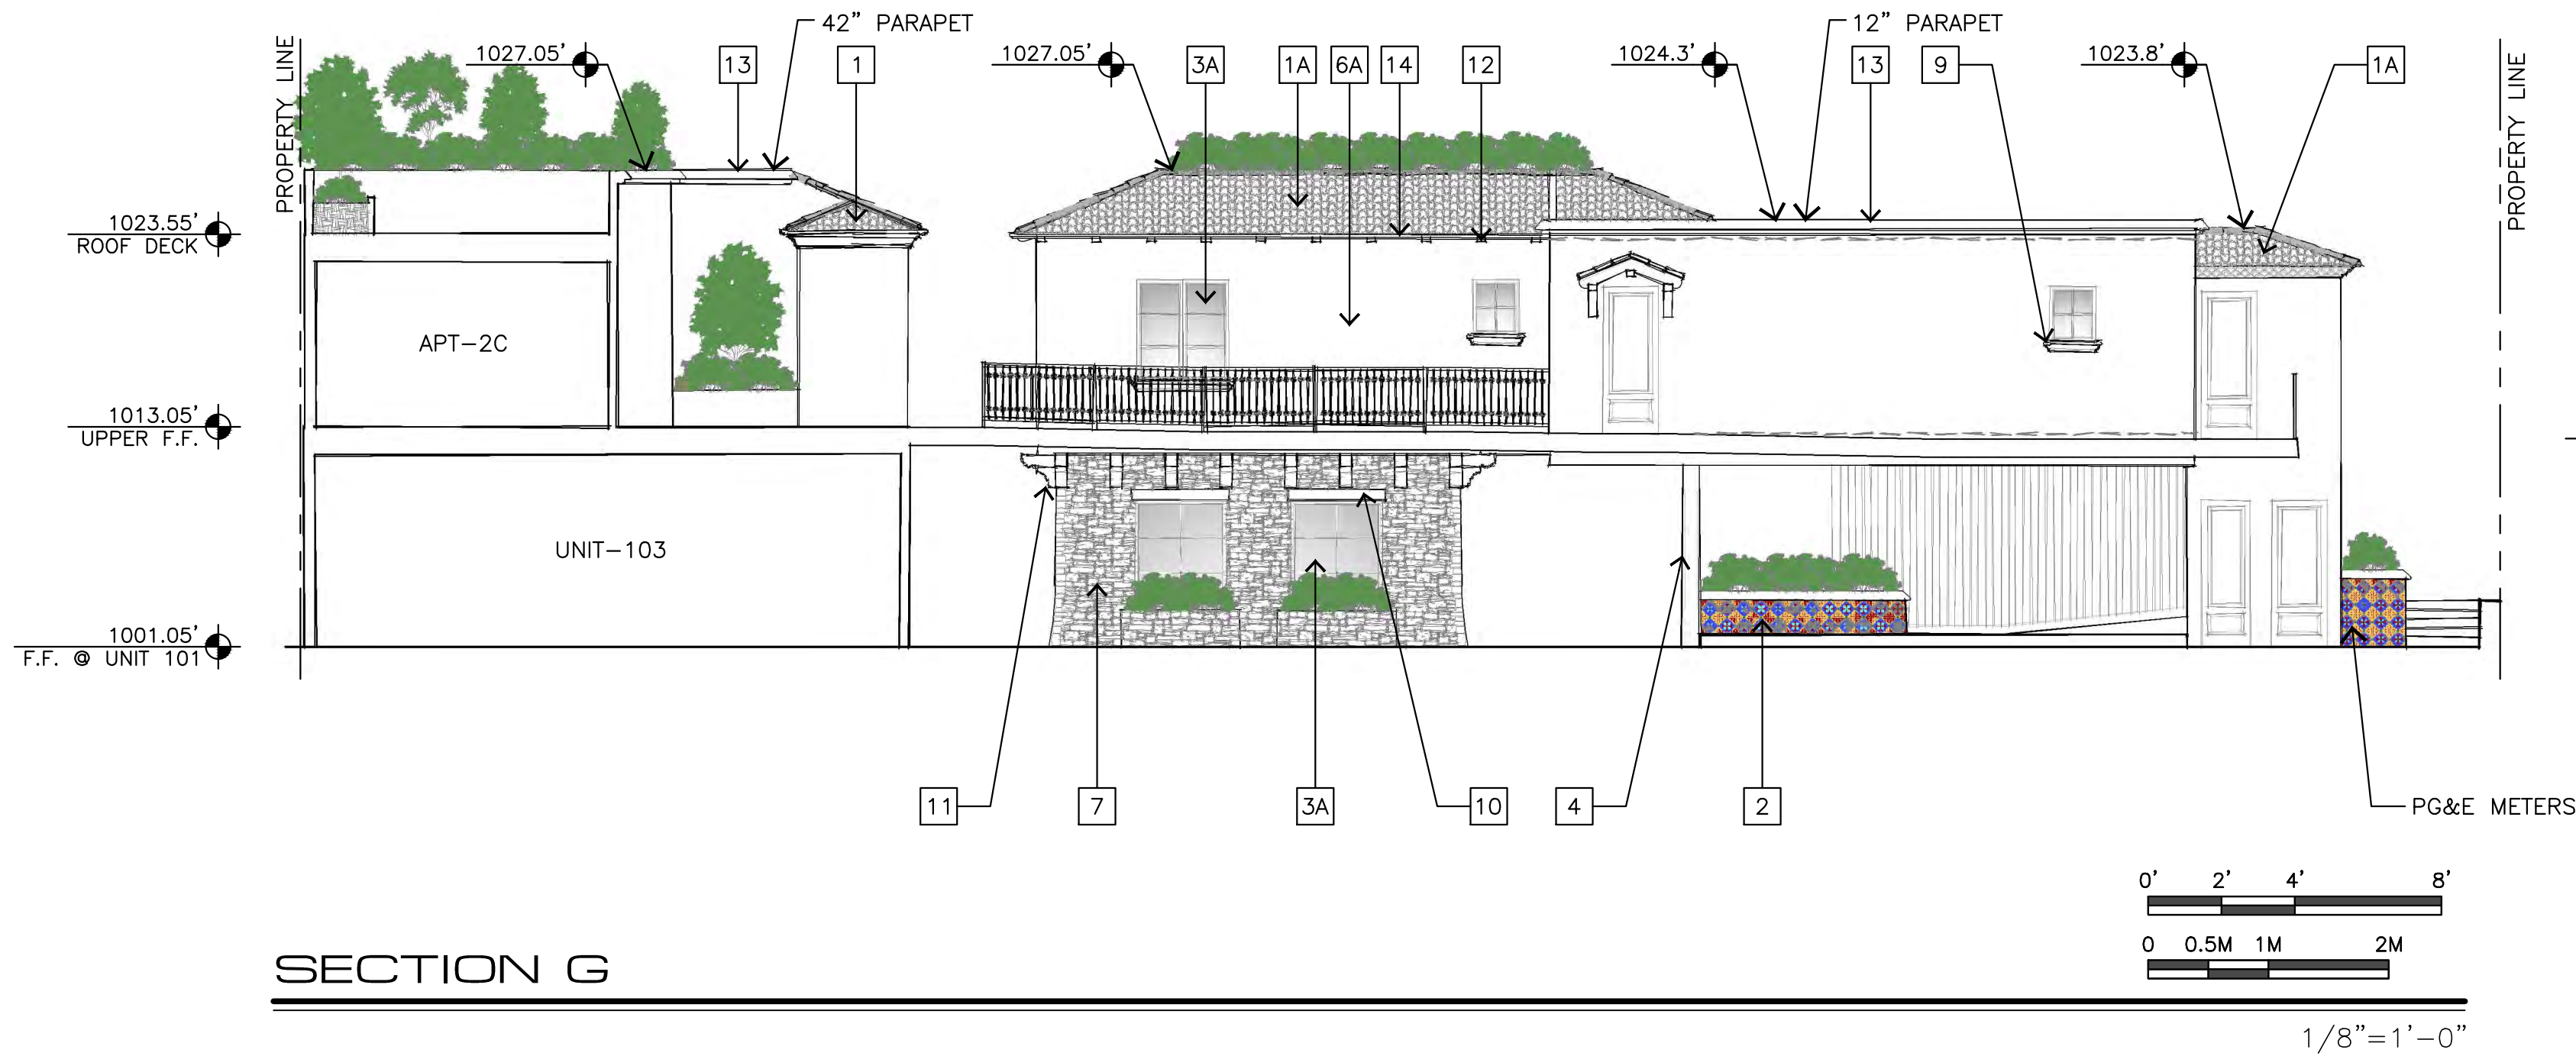 42” PARAPET
12” PARAPET
PROPERTY LINE
1027.05’
13
1
1027.05’
3A
1A
6A
14
12
1024.3’
13
9
1023.8’
1A
PROPERTY LINE
1023.55’
ROOF DECK
APT-2C
1013.05’
UPPER F.F.
UNIT-103
1001.05’
F.F. @ UNIT 101
11
7
3A
10
4
2
PG&E METERS
0’ 2’ 4’ 8’
0 0.5M 1M 2M
SECTION G
1/8”=1’-0”